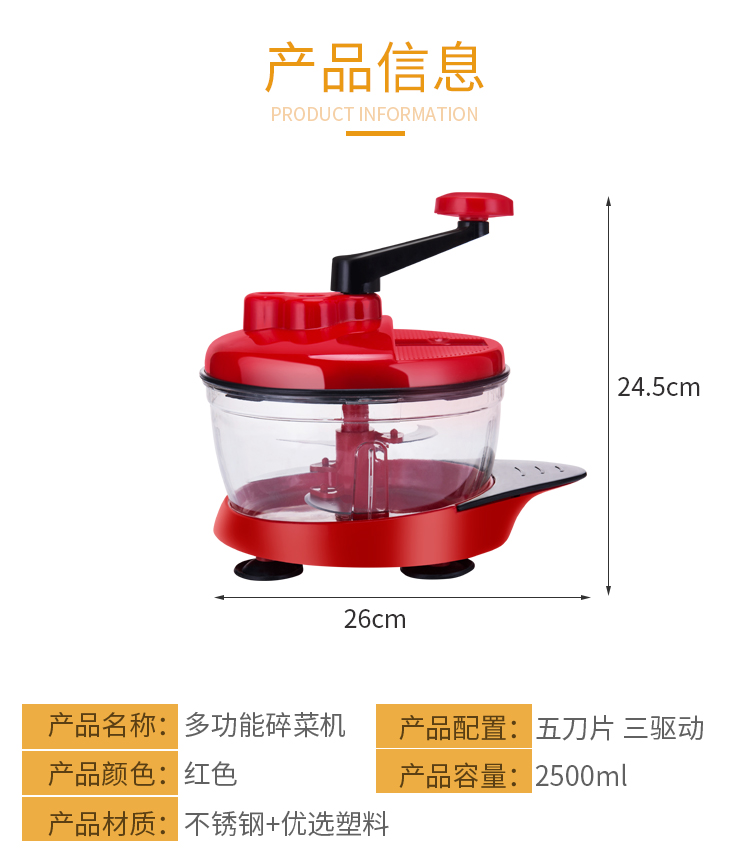 产品信息
PRODUCT INFORMATION
24.5cm
26cm
产品名称：多功能碎菜机
产品配置：五刀片 三驱动
产品颜色：红色
产品容量：2500ml
产品材质：不锈钢+优选塑料